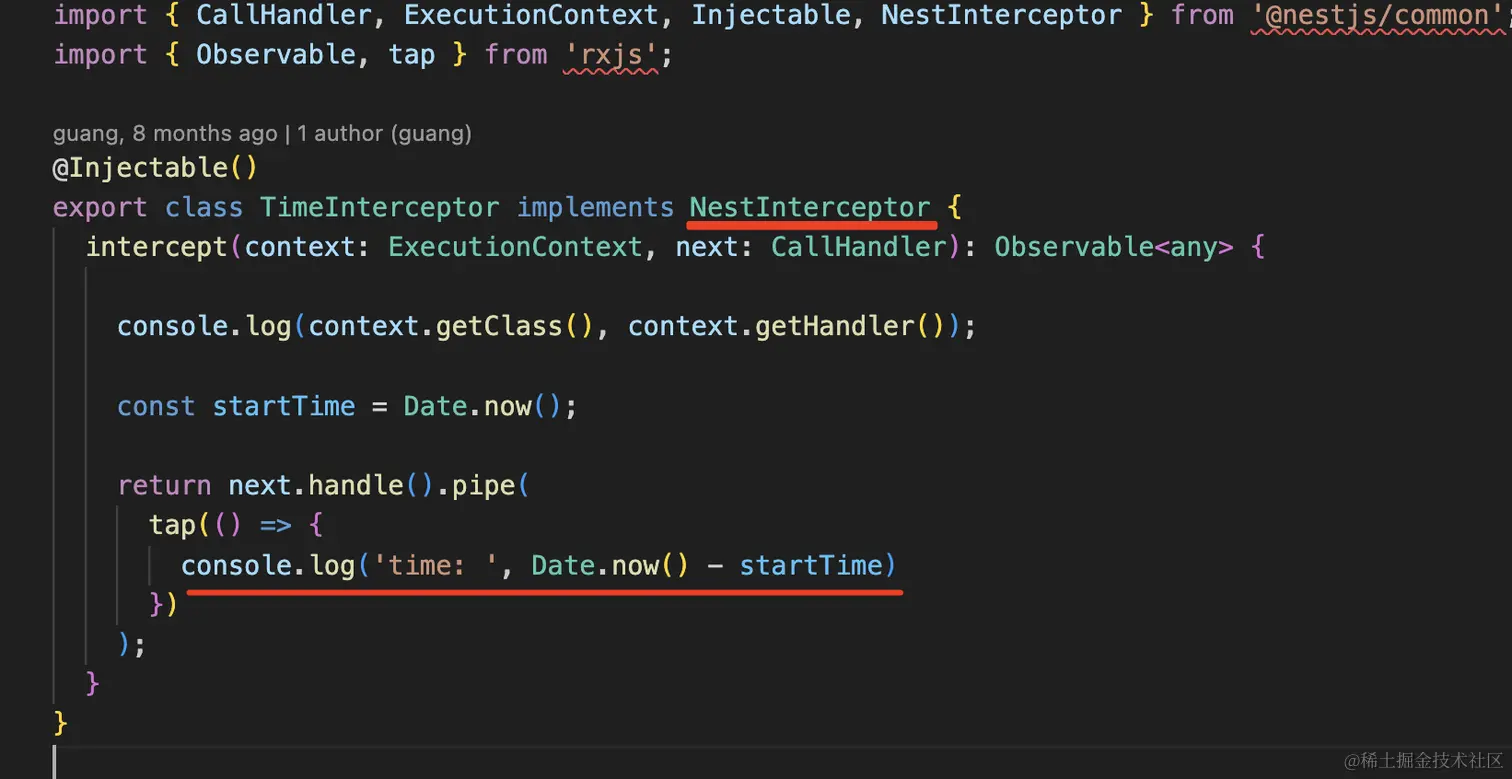 import { CallHandler, ExecutionContext, Injectable, NestInterceptor } from '@nestjs/common';
import { Observable, tap } from 'rxjs';
guang, 8 months ago | 1 author (guang)
@Injectable()
export class TimeInterceptor implements NestInterceptor {
intercept(context: ExecutionContext, next: CallHandler): Observable<any> {
console.log(context.getClass(), context.getHandler());
const startTime = Date.now();
return next.handle().pipe(
tap(() => {
console.log('time: ', Date.now() - startTime)
})
);
}
}
@稀土掘金技术社区